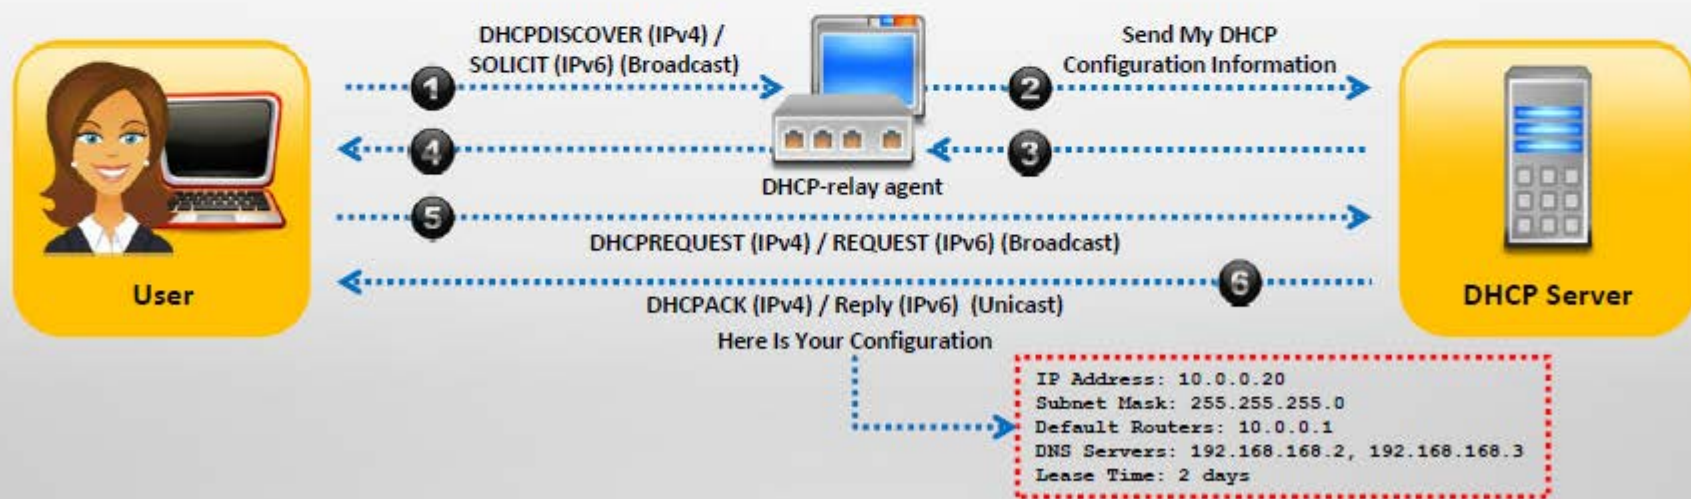 DHCPDISCOVER (IPv4) /
SOLICIT (IPv6) (Broadcast)
1
Send My DHCP
Configuration Information
2
4
3
DHCP-relay agent
5
DHCPREQUEST (IPv4) / REQUEST (IPv6) (Broadcast)
6
DHCPACK (IPv4) / Reply (IPv6) (Unicast)
Here Is Your Configuration
User
DHCP Server
IP Address: 10.0.0.20
Subnet Mask: 255.255.255.0
Default Routers: 10.0.0.1
DNS Servers: 192.168.168.2, 192.168.168.3
Lease Time: 2 days